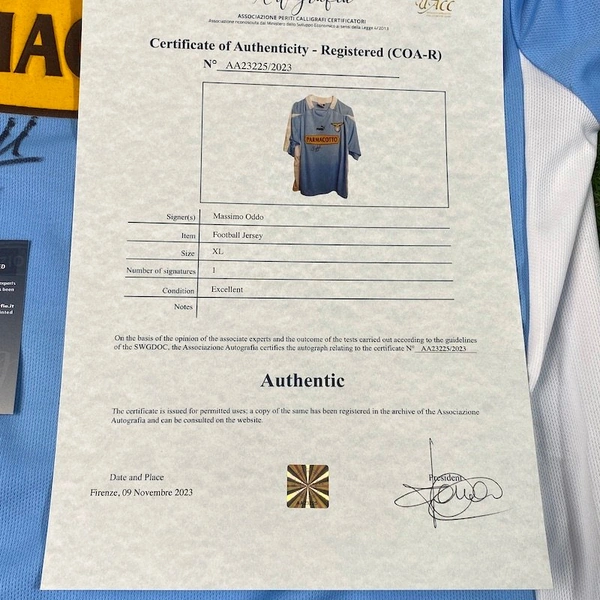 UACC
ASSOCIAZIONE PERITI CALLIGRAFI CERTIFICATORI
Certificate of Authenticity - Registered (COA-R)
N° AA23225/2023
MAC
FARMACOTTO
Signer(s) Massimo Oddo
Item Football Jersey
Size XL
Number of signatures 1
Condition Excellent
Notes
On the basis of the opinion of the associate experts and the outcome of the tests carried out according to the guidelines
of the SWGDOC, the Associazione Autografia certifies the autograph relating to the certificate N° AA23225/2023
Authentic
The certificate is issued for permitted uses; a copy of the same has been registered in the archive of the Associazione
Autografia and can be consulted on the website.
Date and Place
President
Firenze, 09 Novembre 2023